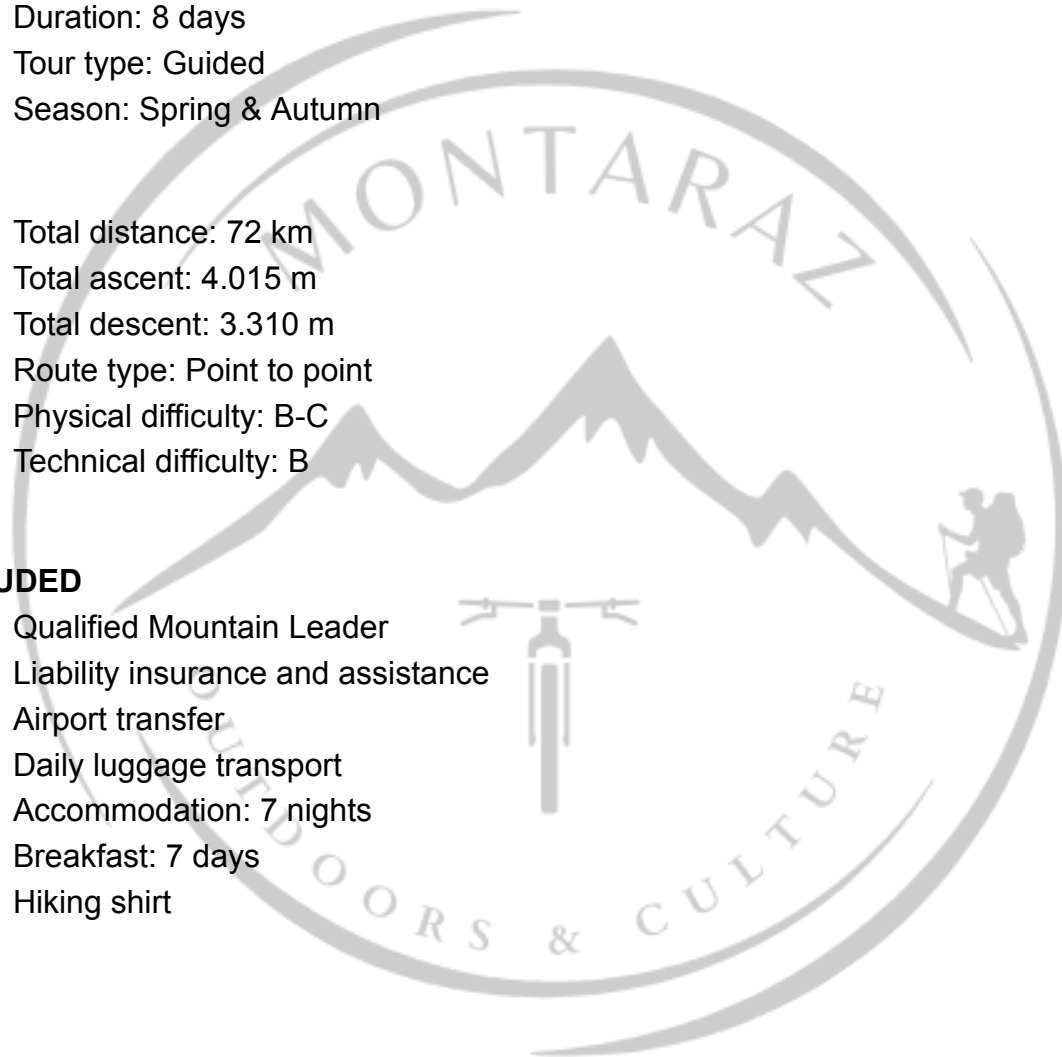 Duration: 8 days
Tour type: Guided
Season: Spring & Autumn
MONTARAZ
Total distance: 72 km
Total ascent: 4.015 m
Total descent: 3.310 m
Route type: Point to point
Physical difficulty: B-C
Technical difficulty: B
UDED
Qualified Mountain Leader
Liability insurance and assistance
Airport transfer
Daily luggage transport
Accommodation: 7 nights
Breakfast: 7 days
Hiking shirt
OUTDOORS & CULTURE